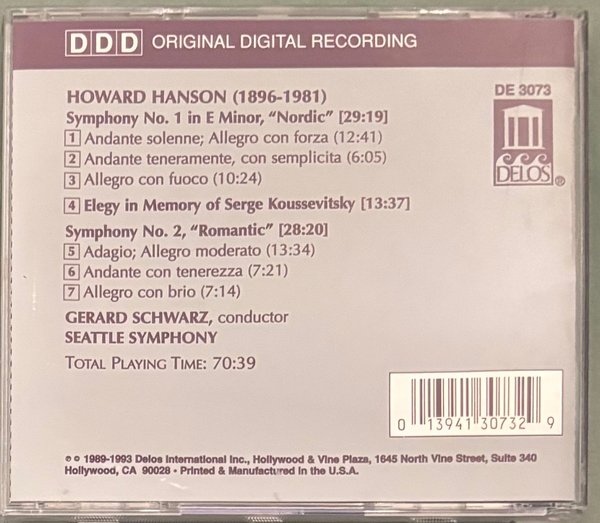 DDD ORIGINAL DIGITAL RECORDING
HOWARD HANSON (1896-1981)
DE 3073
Symphony No. 1 in E Minor, “Nordic” [29:19]
1 Andante solenne; Allegro con forza (12:41)
2 Andante teneramente, con semplicita (6:05)
3 Allegro con fuoco (10:24)
DELOS®
4 Elegy in Memory of Serge Koussevitsky [13:37]
Symphony No. 2, “Romantic” [28:20]
5 Adagio; Allegro moderato (13:34)
6 Andante con tenerezza (7:21)
7 Allegro con brio (7:14)
GERARD SCHWARZ, conductor
SEATTLE SYMPHONY
TOTAL PLAYING TIME: 70:39
0 13941 30732 9
℗ © 1989-1993 Delos International Inc., Hollywood & Vine Plaza, 1645 North Vine Street, Suite 340
Hollywood, CA 90028 • Printed & Manufactured in the U.S.A.